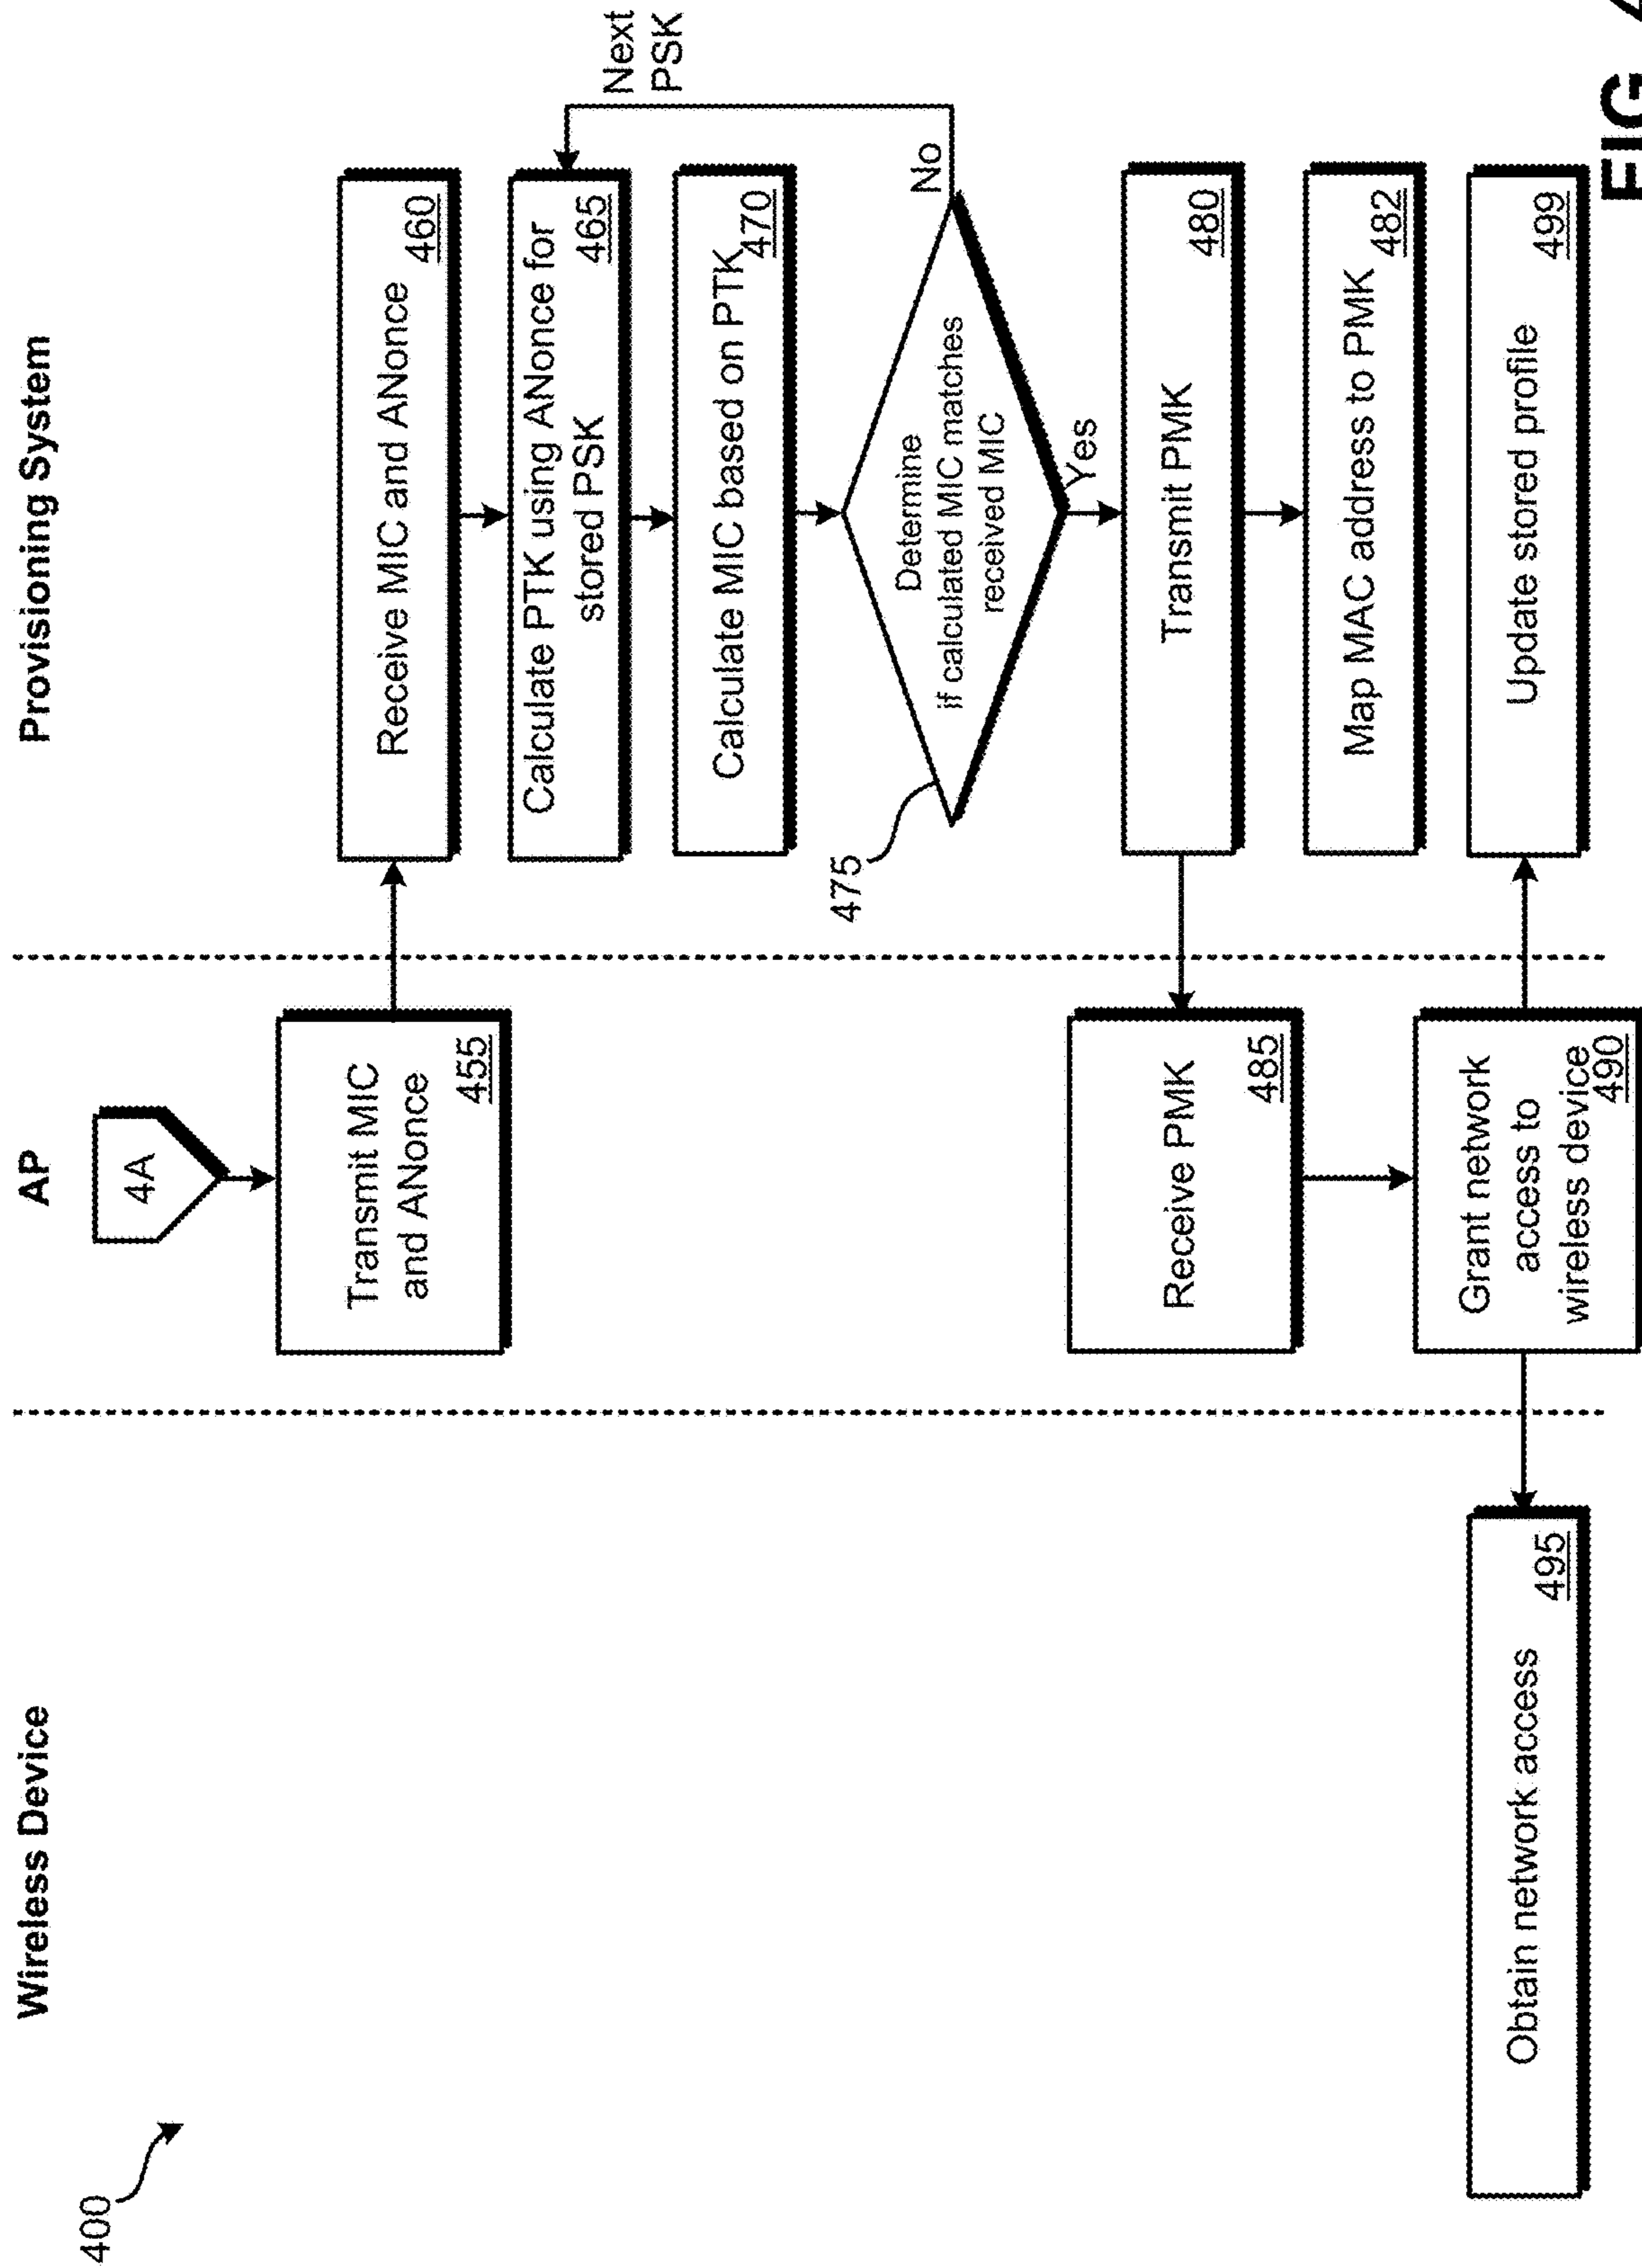 400
Wireless Device
AP
Provisioning System
4A
Transmit MIC
and ANonce
455
Receive MIC and ANonce
460
Calculate PTK using ANonce for
stored PSK
465
Next
PSK
Calculate MIC based on PTK
470
475
Determine
if calculated MIC matches
received MIC
No
Yes
Transmit PMK
480
Receive PMK
485
Map MAC address to PMK
482
Grant network
access to
wireless device
490
Obtain network access
495
Update stored profile
499
FIG. 4